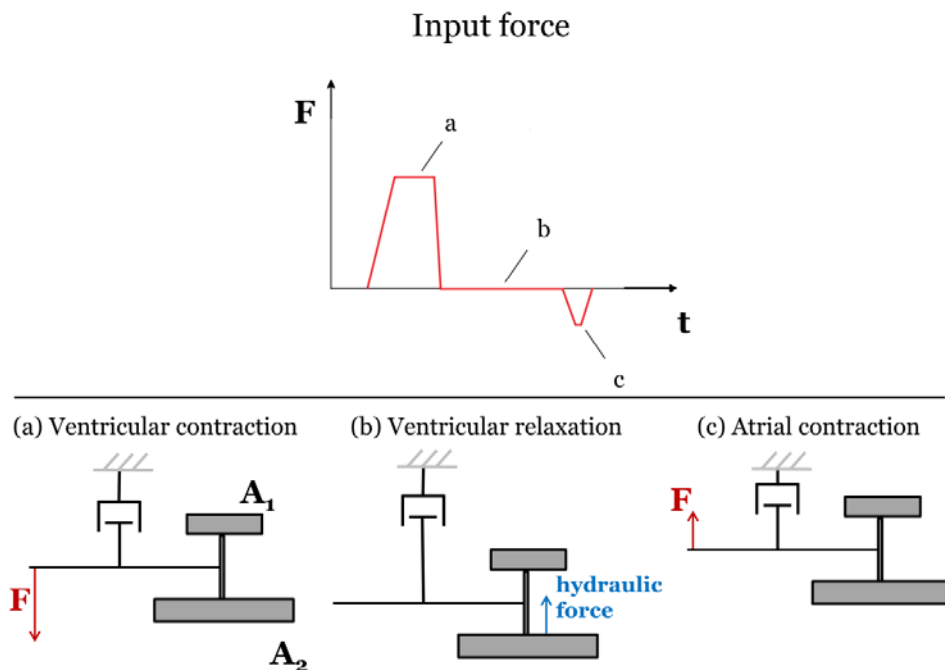 Input force
F
a
b
t
c
(a) Ventricular contraction
(b) Ventricular relaxation
(c) Atrial contraction
A₁
F
hydraulic
force
F
A₂